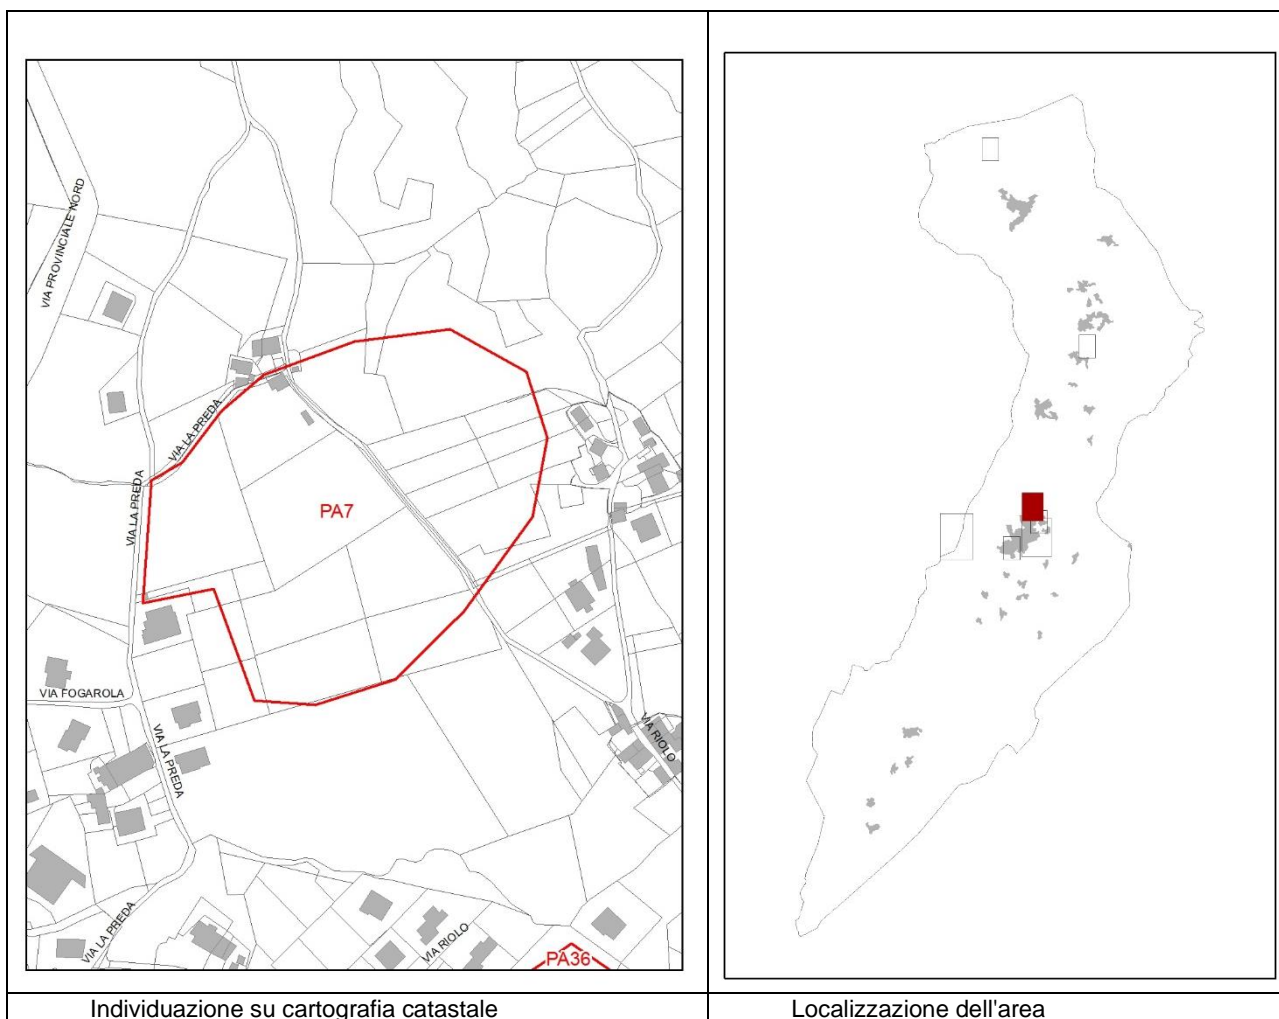 VIA PROVINCIALE NORD
VIA LA PREDA
VIA LA PREDA
PA7
VIA FOGAROLA
VIA LA PREDA
VIA RIOLO
VIA LA PREDA
VIA RIOLO
PA36
Individuazione su cartografia catastale
Localizzazione dell'area